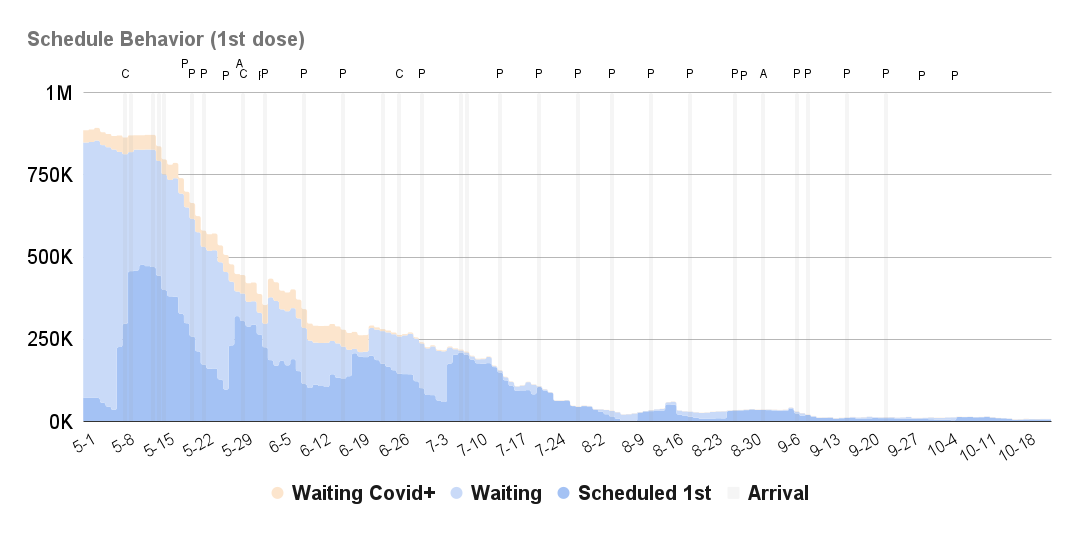 Schedule Behavior (1st dose)
P A
C P P P C P P P C P P P P P P P P P P A P P P P P P
1M
750K
500K
250K
0K
5-1 5-8 5-15 5-22 5-29 6-5 6-12 6-19 6-26 7-3 7-10 7-17 7-24 8-2 8-9 8-16 8-23 8-30 9-6 9-13 9-20 9-27 10-4 10-11 10-18
Waiting Covid+ Waiting Scheduled 1st Arrival